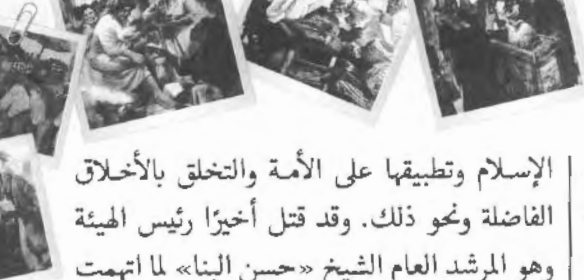 الإسلام وتطبيقها على الأمة والتخلق بالأخلاق
الفاضلة ونحو ذلك. وقد قتل أخيرًا رئيس الهيئة
وهو المرشد العام الشيخ «حسن البنا» لما اتهمت